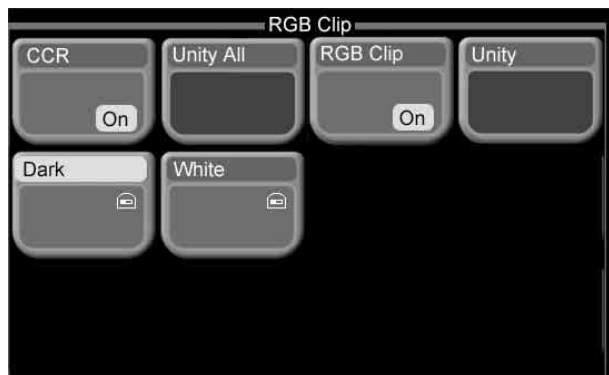 RGB Clip
CCR
Unity All
RGB Clip
Unity
On
On
Dark
White